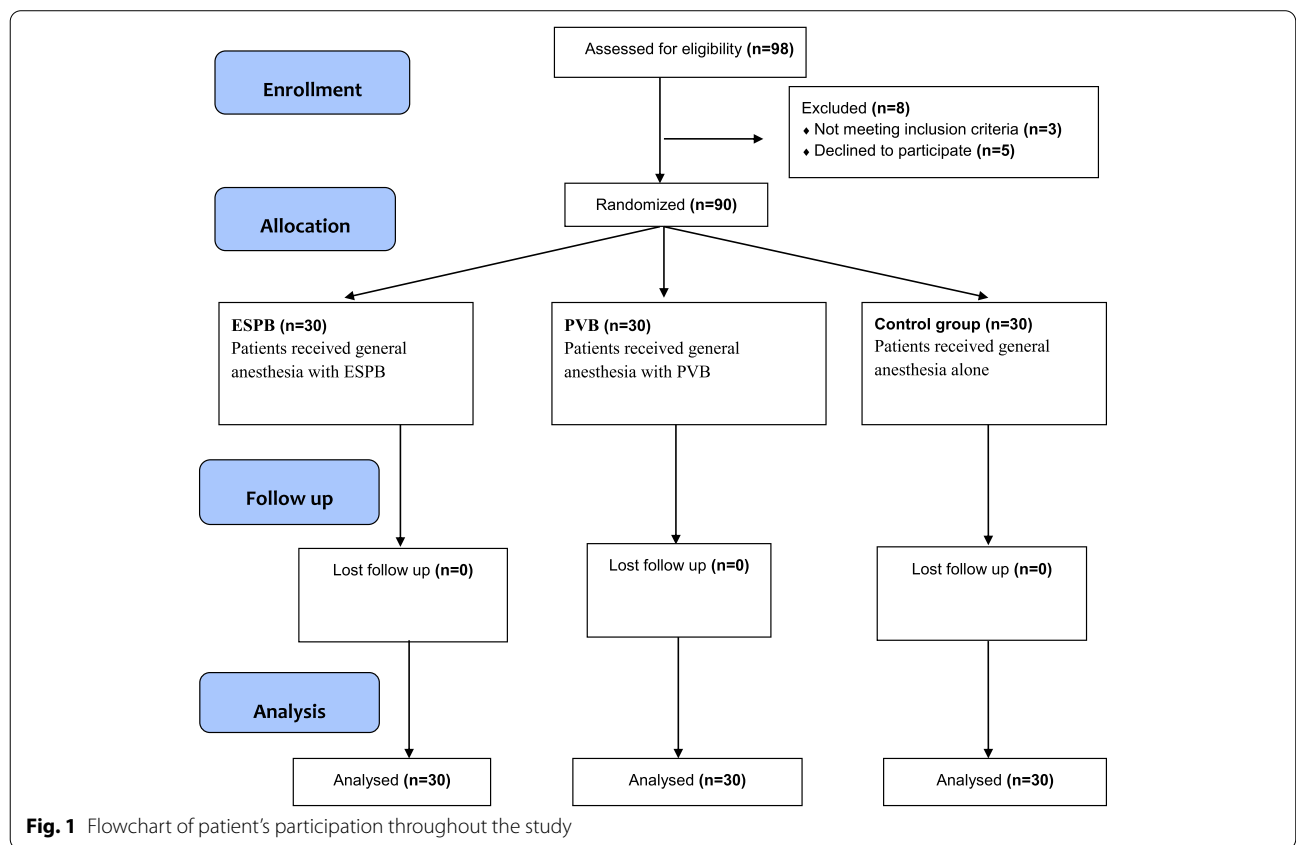 Assessed for eligibility (n=98)
Enrollment
Excluded (n=8)
♦ Not meeting inclusion criteria (n=3)
♦ Declined to participate (n=5)
Randomized (n=90)
Allocation
ESPB (n=30)
Patients received general
anesthesia with ESPB
PVB (n=30)
Patients received general
anesthesia with PVB
Control group (n=30)
Patients received general
anesthesia alone
Follow up
Lost follow up (n=0)
Lost follow up (n=0)
Lost follow up (n=0)
Analysis
Analysed (n=30)
Analysed (n=30)
Analysed (n=30)
Fig. 1 Flowchart of patient's participation throughout the study